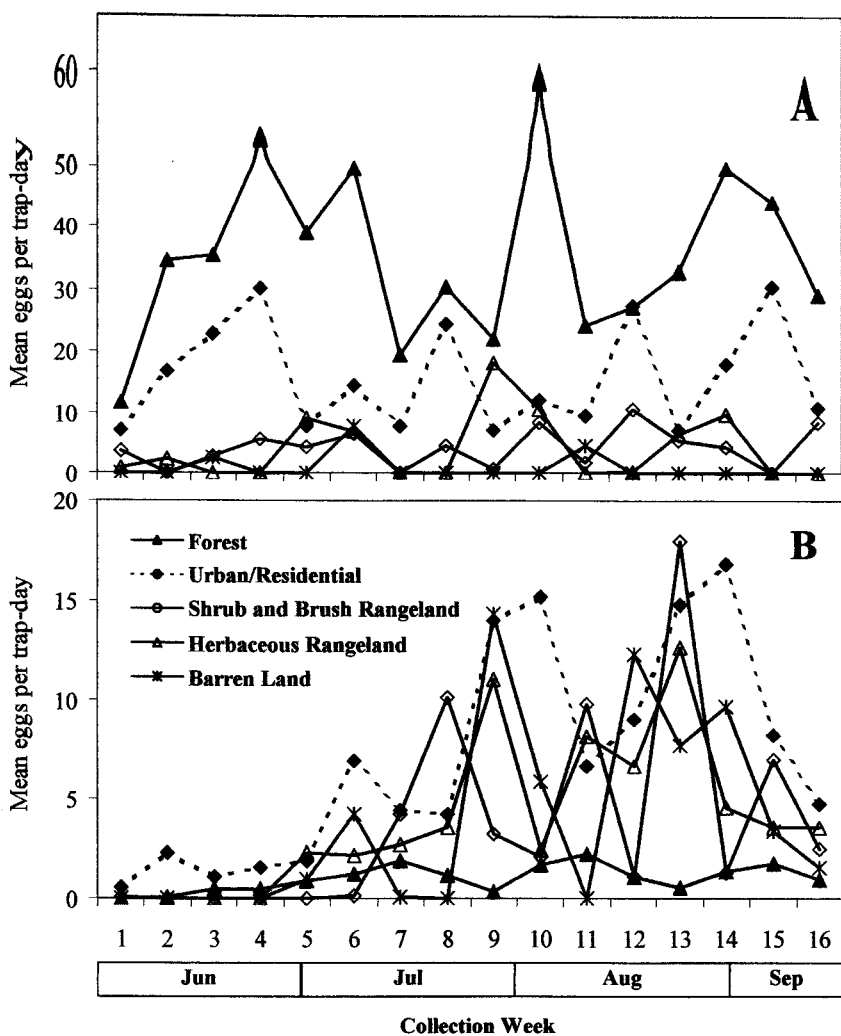 A
Mean eggs per trap-day
60
50
40
30
20
10
0
B
Mean eggs per trap-day
20
15
10
5
0
Forest
Urban/Residential
Shrub and Brush Rangeland
Herbaceous Rangeland
Barren Land
1 2 3 4 5 6 7 8 9 10 11 12 13 14 15 16
Jun Jul Aug Sep
Collection Week